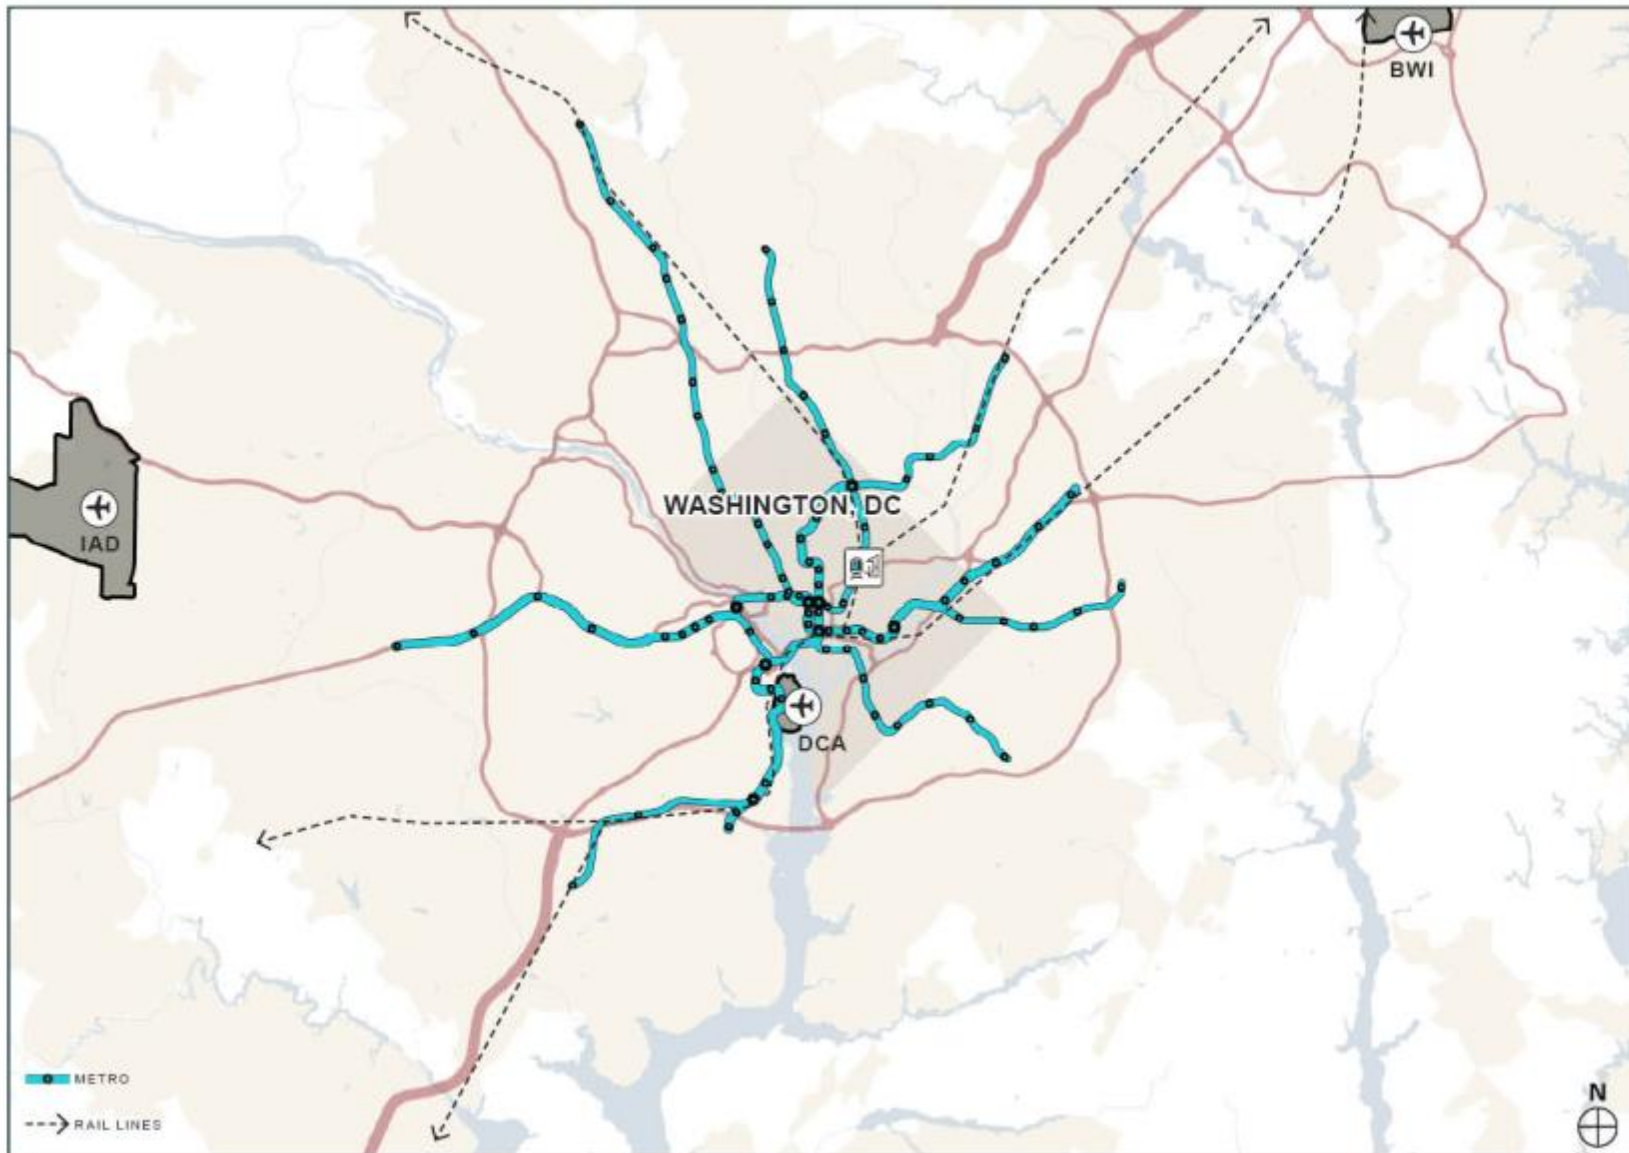 BWI
WASHINGTON, DC
IAD
DCA
METRO
RAIL LINES
N